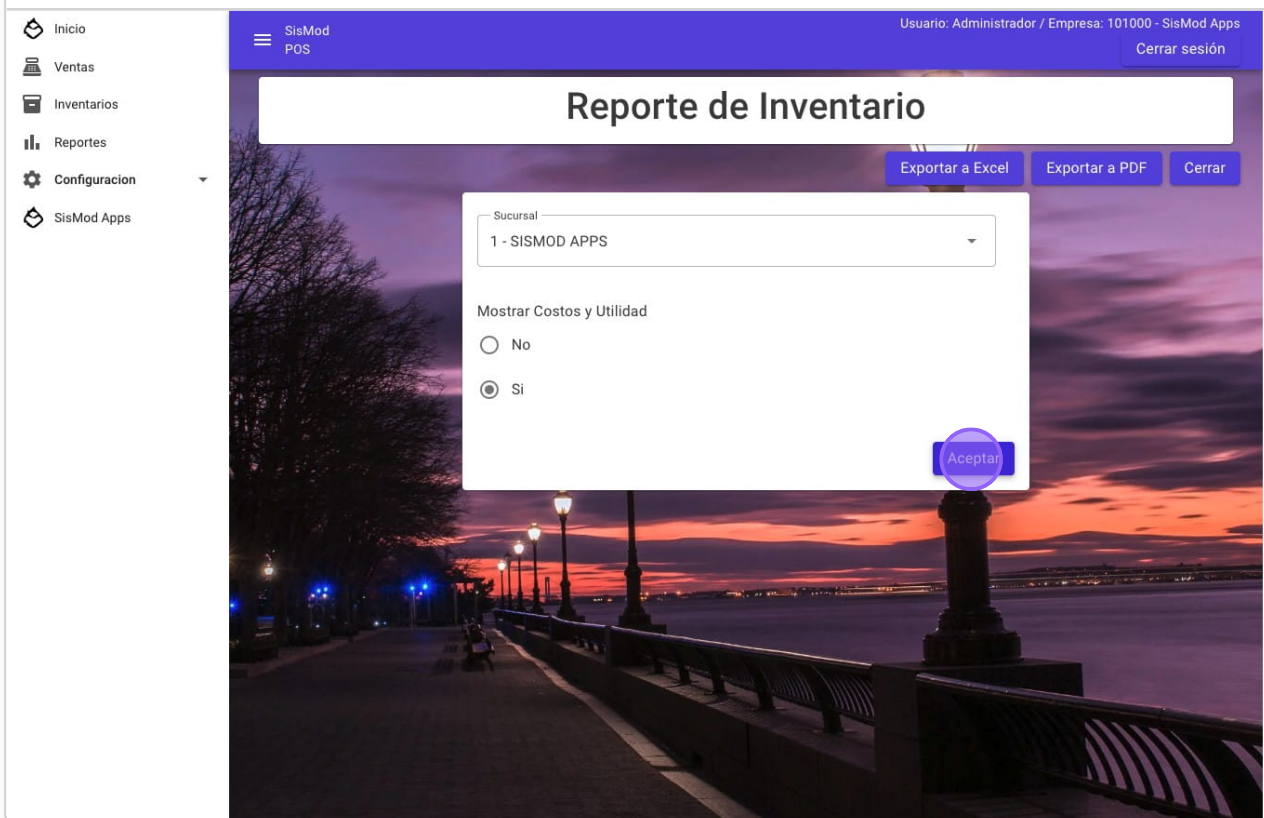 Inicio
Ventas
Inventarios
Reportes
Configuracion
SisMod Apps
SisMod
POS
Usuario: Administrador / Empresa: 101000 - SisMod Apps
Cerrar sesión
Reporte de Inventario
Exportar a Excel
Exportar a PDF
Cerrar
Sucursal
1 - SISMOD APPS
Mostrar Costos y Utilidad
No
Si
Aceptar